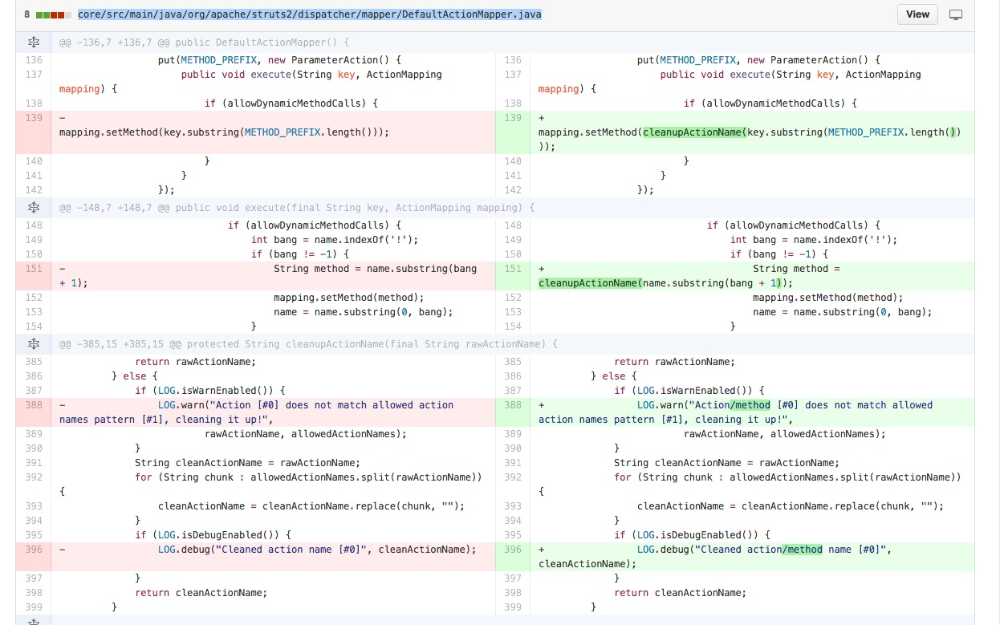 8 core/src/main/java/org/apache/struts2/dispatcher/mapper/DefaultActionMapper.java View
@@ -136,7 +136,7 @@ public DefaultActionMapper() {
136 put(METHOD_PREFIX, new ParameterAction() { 136 put(METHOD_PREFIX, new ParameterAction() {
137 public void execute(String key, ActionMapping 137 public void execute(String key, ActionMapping
mapping) { mapping) {
138 if (allowDynamicMethodCalls) { 138 if (allowDynamicMethodCalls) {
139 - 139 +
mapping.setMethod(key.substring(METHOD_PREFIX.length())); mapping.setMethod(cleanupActionName(key.substring(METHOD_PREFIX.length())
));
140 } 140 }
141 } 141 }
142 }); 142 });
@@ -148,7 +148,7 @@ public void execute(final String key, ActionMapping mapping) {
148 if (allowDynamicMethodCalls) { 148 if (allowDynamicMethodCalls) {
149 int bang = name.indexOf('!'); 149 int bang = name.indexOf('!');
150 if (bang != -1) { 150 if (bang != -1) {
151 - String method = name.substring(bang 151 + String method =
+ 1); cleanupActionName(name.substring(bang + 1));
152 mapping.setMethod(method); 152 mapping.setMethod(method);
153 name = name.substring(0, bang); 153 name = name.substring(0, bang);
154 } 154 }
@@ -385,15 +385,15 @@ protected String cleanupActionName(final String rawActionName) {
385 return rawActionName; 385 return rawActionName;
386 } else { 386 } else {
387 if (LOG.isWarnEnabled()) { 387 if (LOG.isWarnEnabled()) {
388 - LOG.warn("Action [#0] does not match allowed action 388 + LOG.warn("Action/method [#0] does not match allowed
names pattern [#1], cleaning it up!", action names pattern [#1], cleaning it up!",
389 rawActionName, allowedActionNames); 389 rawActionName, allowedActionNames);
390 } 390 }
391 String cleanActionName = rawActionName; 391 String cleanActionName = rawActionName;
392 for (String chunk : allowedActionNames.split(rawActionName)) 392 for (String chunk : allowedActionNames.split(rawActionName))
{ {
393 cleanActionName = cleanActionName.replace(chunk, ""); 393 cleanActionName = cleanActionName.replace(chunk, "");
394 } 394 }
395 if (LOG.isDebugEnabled()) { 395 if (LOG.isDebugEnabled()) {
396 - LOG.debug("Cleaned action name [#0]", cleanActionName); 396 + LOG.debug("Cleaned action/method name [#0]",
cleanActionName);
397 } 397 }
398 return cleanActionName; 398 return cleanActionName;
399 } 399 }